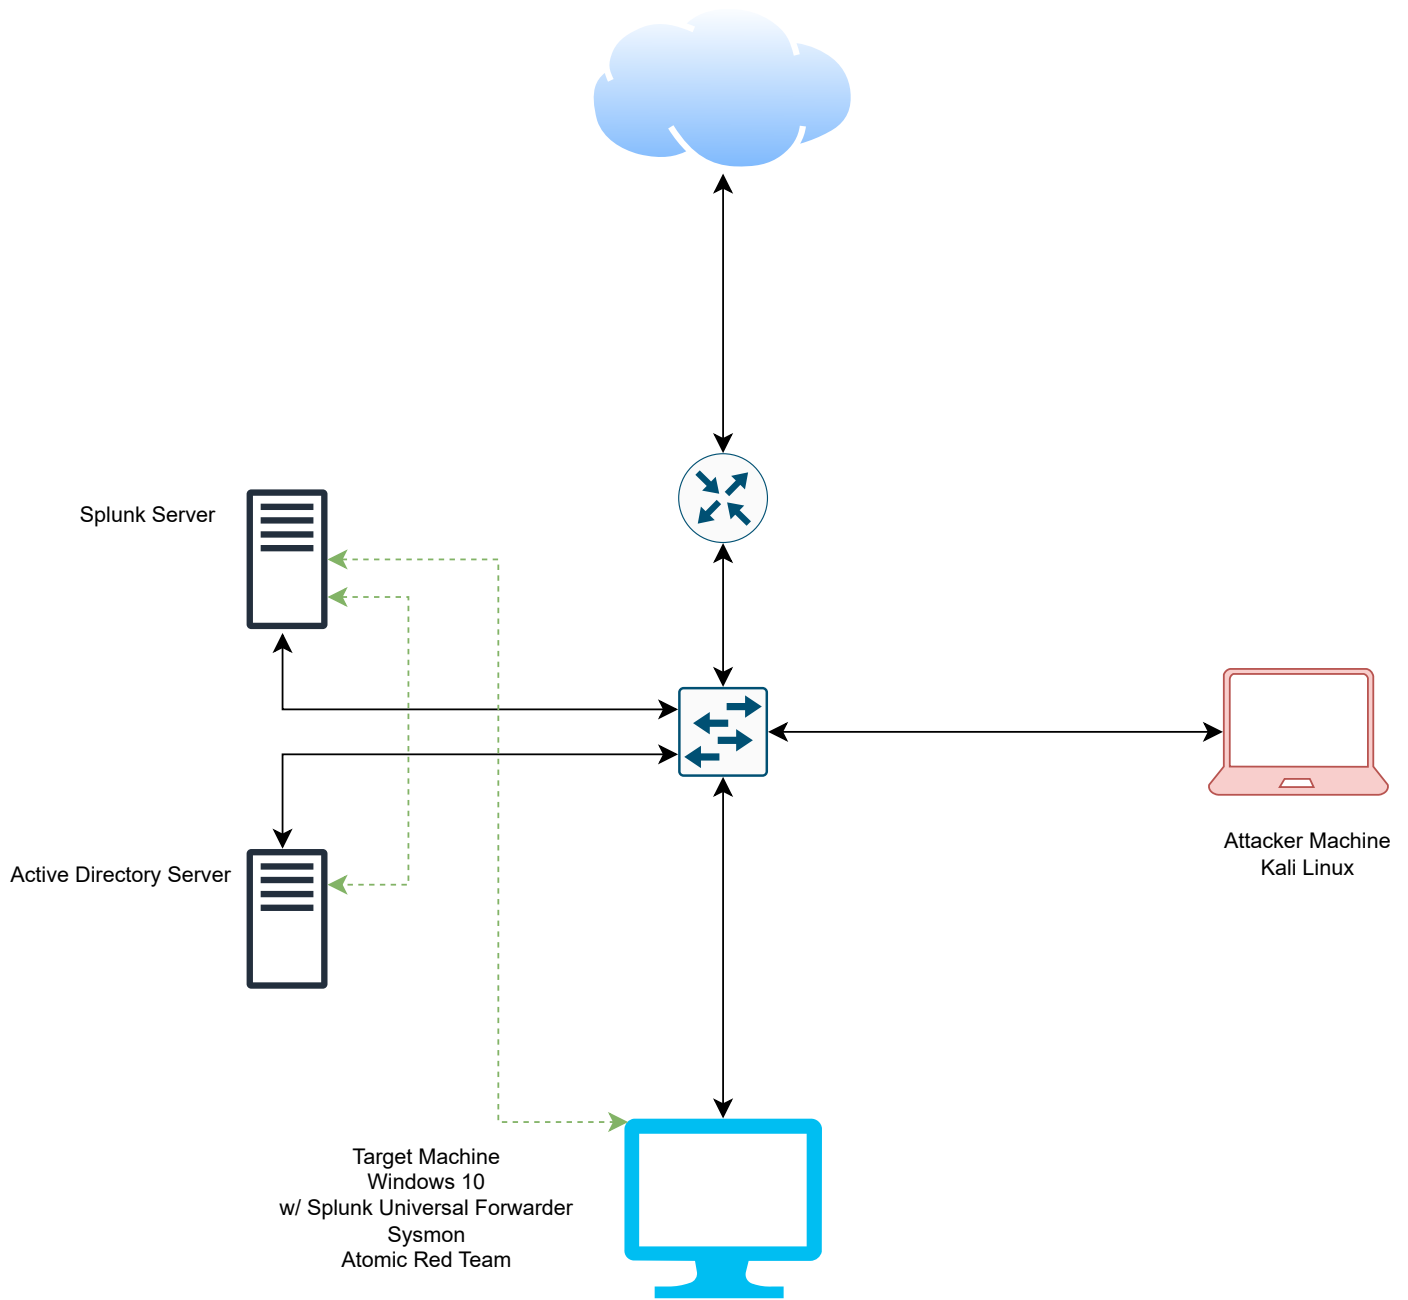 Splunk Server
Active Directory Server
Attacker Machine
Kali Linux
Target Machine
Windows 10
w/ Splunk Universal Forwarder
Sysmon
Atomic Red Team